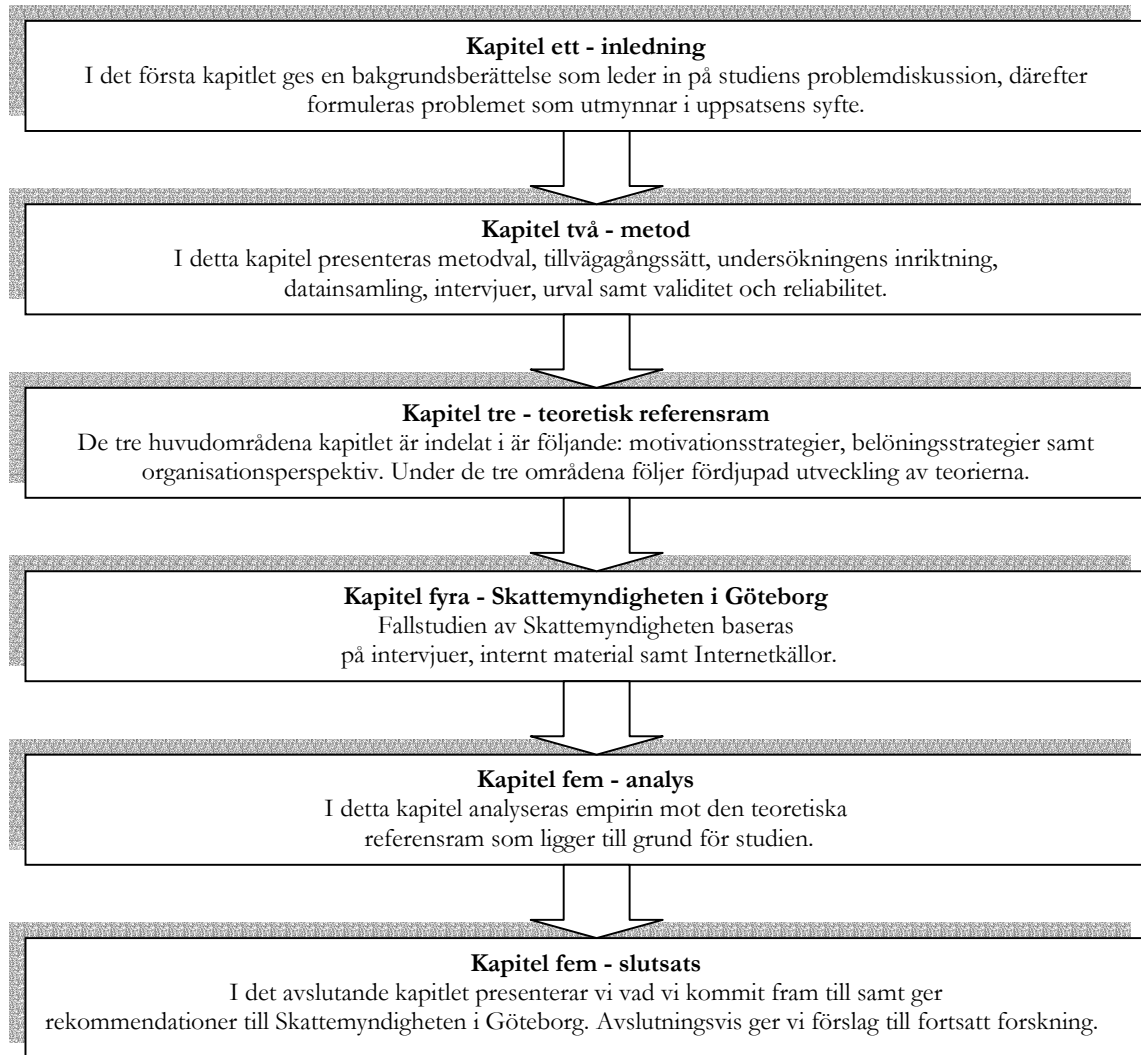 Kapitel ett - inledning
I det första kapitlet ges en bakgrundsberättelse som leder in på studiens problemdiskussion, därefter
formuleras problemet som utmynnar i uppsatsens syfte.
Kapitel två - metod
I detta kapitel presenteras metodval, tillvägagångssätt, undersökningens inriktning,
datainsamling, intervjuer, urval samt validitet och reliabilitet.
Kapitel tre - teoretisk referensram
De tre huvudområdena kapitlet är indelat i är följande: motivationsstrategier, belöningsstrategier samt
organisationsperspektiv. Under de tre områdena följer fördjupad utveckling av teorierna.
Kapitel fyra - Skattemyndigheten i Göteborg
Fallstudien av Skattemyndigheten baseras
på intervjuer, internt material samt Internetkällor.
Kapitel fem - analys
I detta kapitel analyseras empirin mot den teoretiska
referensram som ligger till grund för studien.
Kapitel fem - slutsats
I det avslutande kapitlet presenterar vi vad vi kommit fram till samt ger
rekommendationer till Skattemyndigheten i Göteborg. Avslutningsvis ger vi förslag till fortsatt forskning.